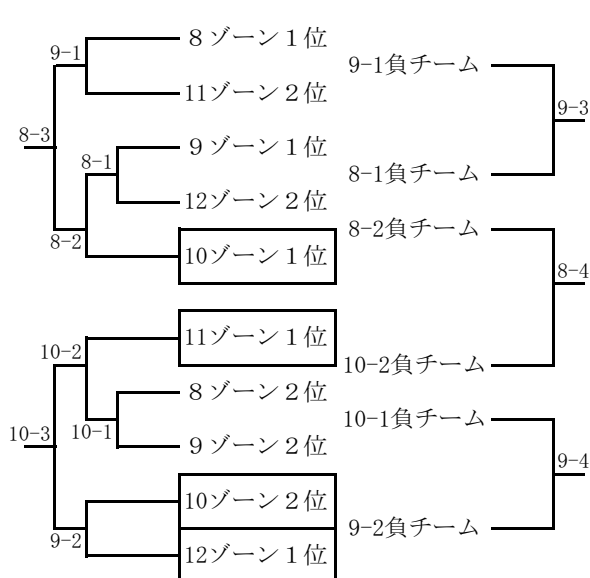 8ゾーン1位
9-1
9-1負チーム
11ゾーン2位
9-3
8-3
9ゾーン1位
8-1
8-1負チーム
12ゾーン2位
8-2負チーム
8-2
10ゾーン1位
8-4
11ゾーン1位
10-2
10-2負チーム
8ゾーン2位
10-1負チーム
10-3
10-1
9ゾーン2位
9-4
10ゾーン2位
9-2負チーム
9-2
12ゾーン1位